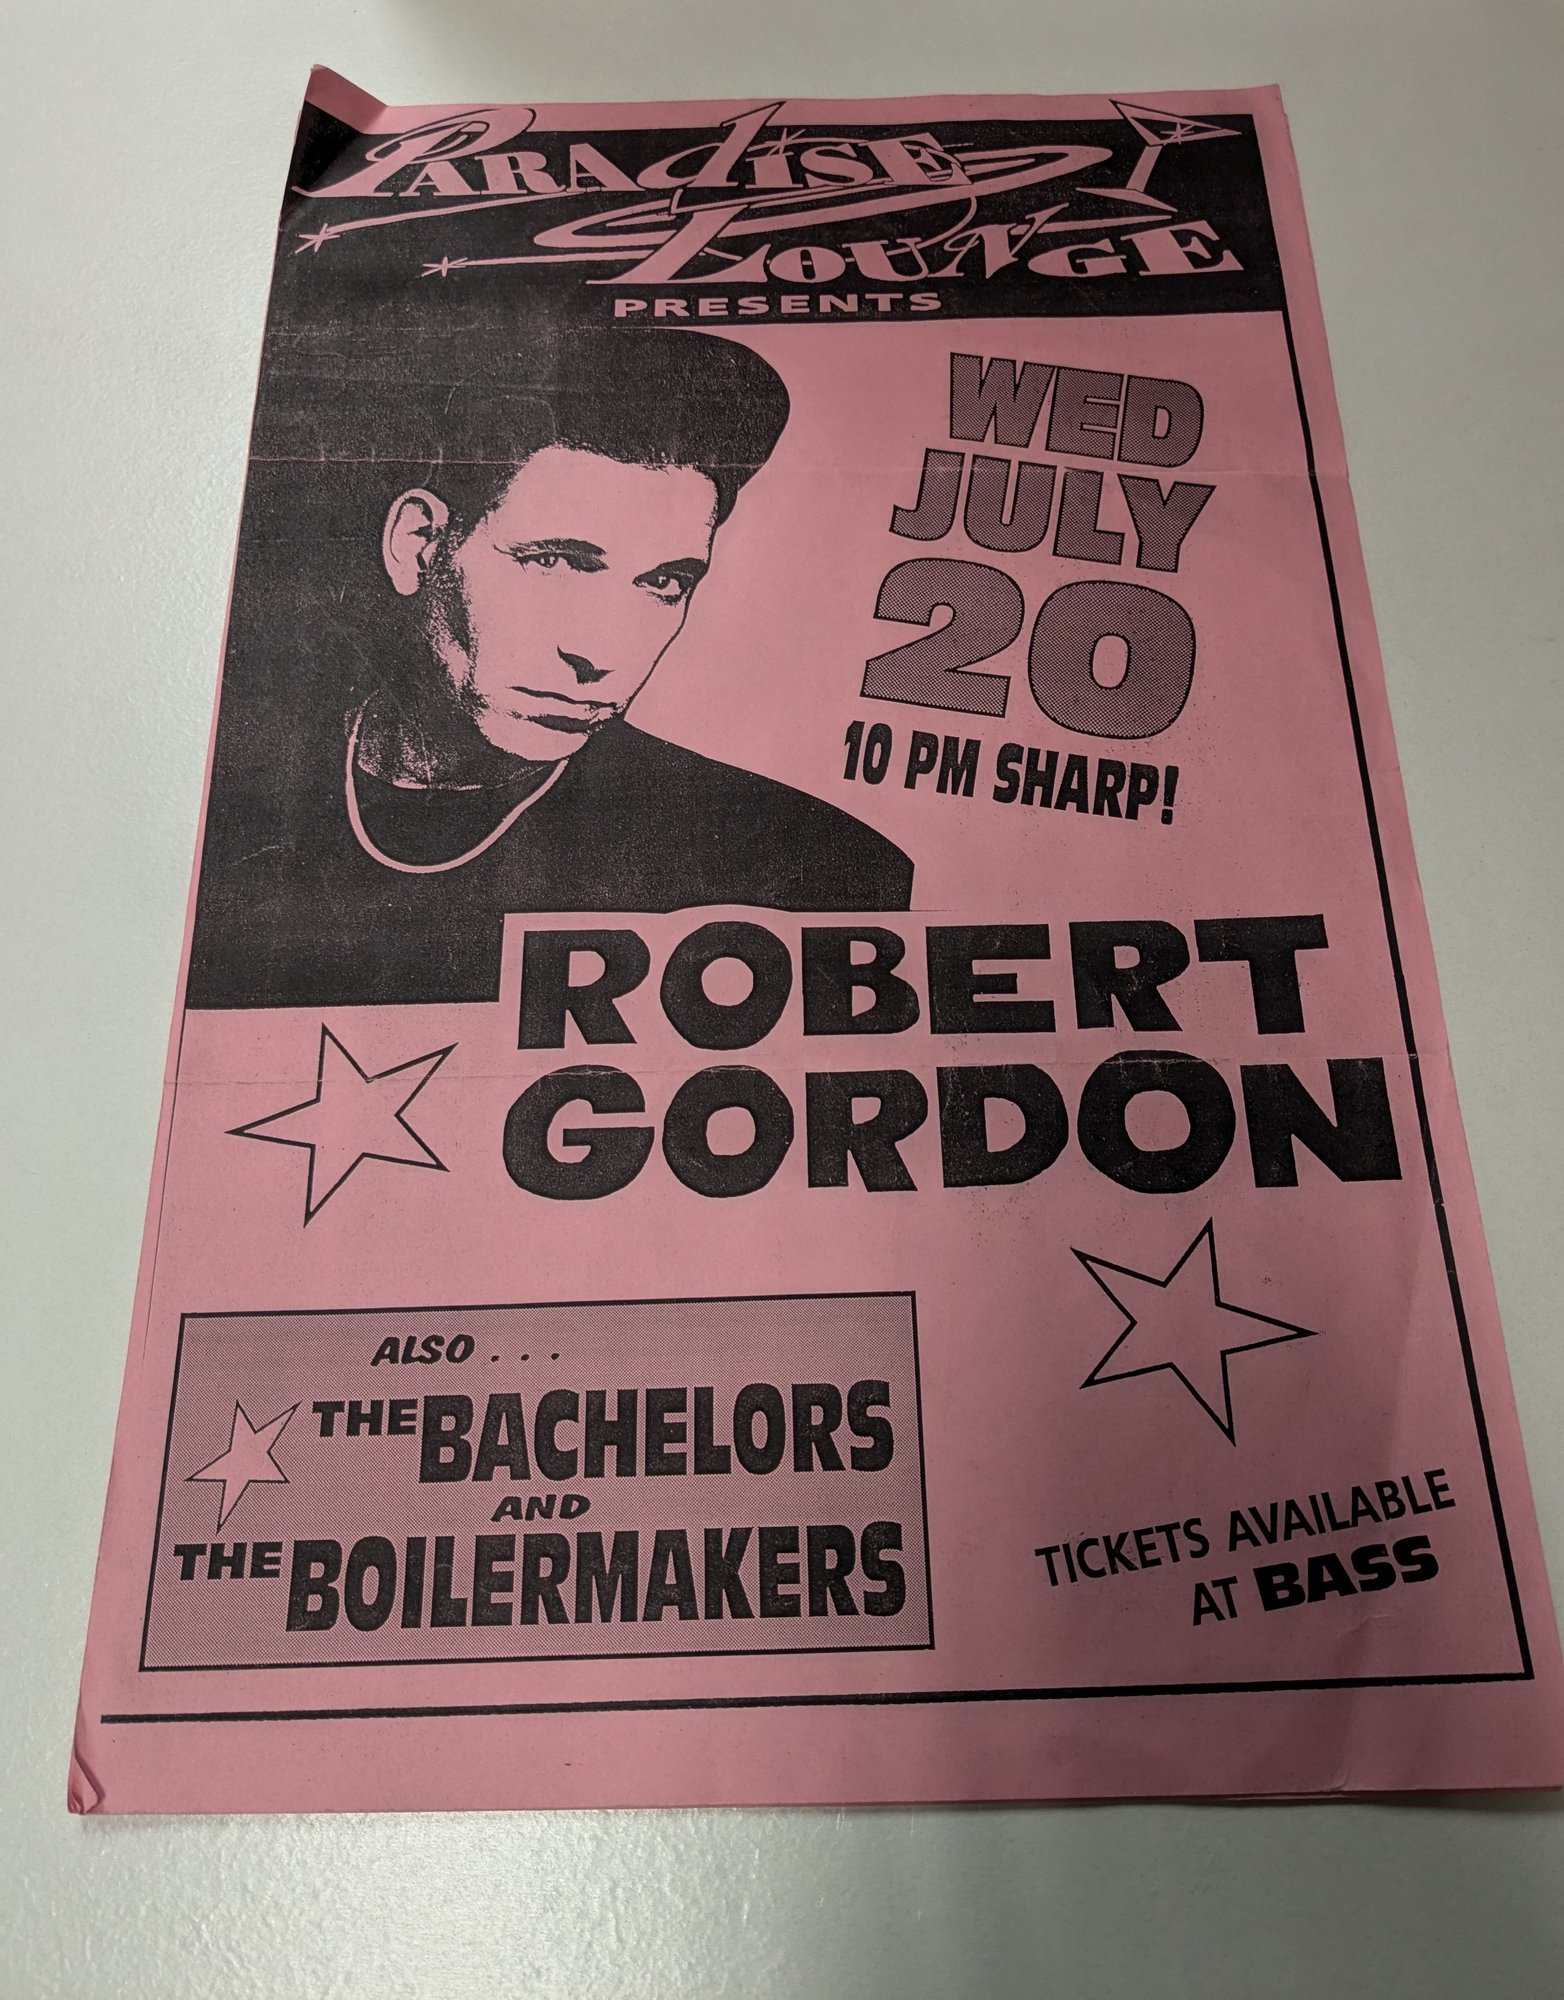 PARAdiSE
LOUNGE
PRESENTS
WED
JULY
20
10 PM SHARP!
ROBERT
GORDON
ALSO . . .
THE BACHELORS
AND
THE BOILERMAKERS
TICKETS AVAILABLE
AT BASS